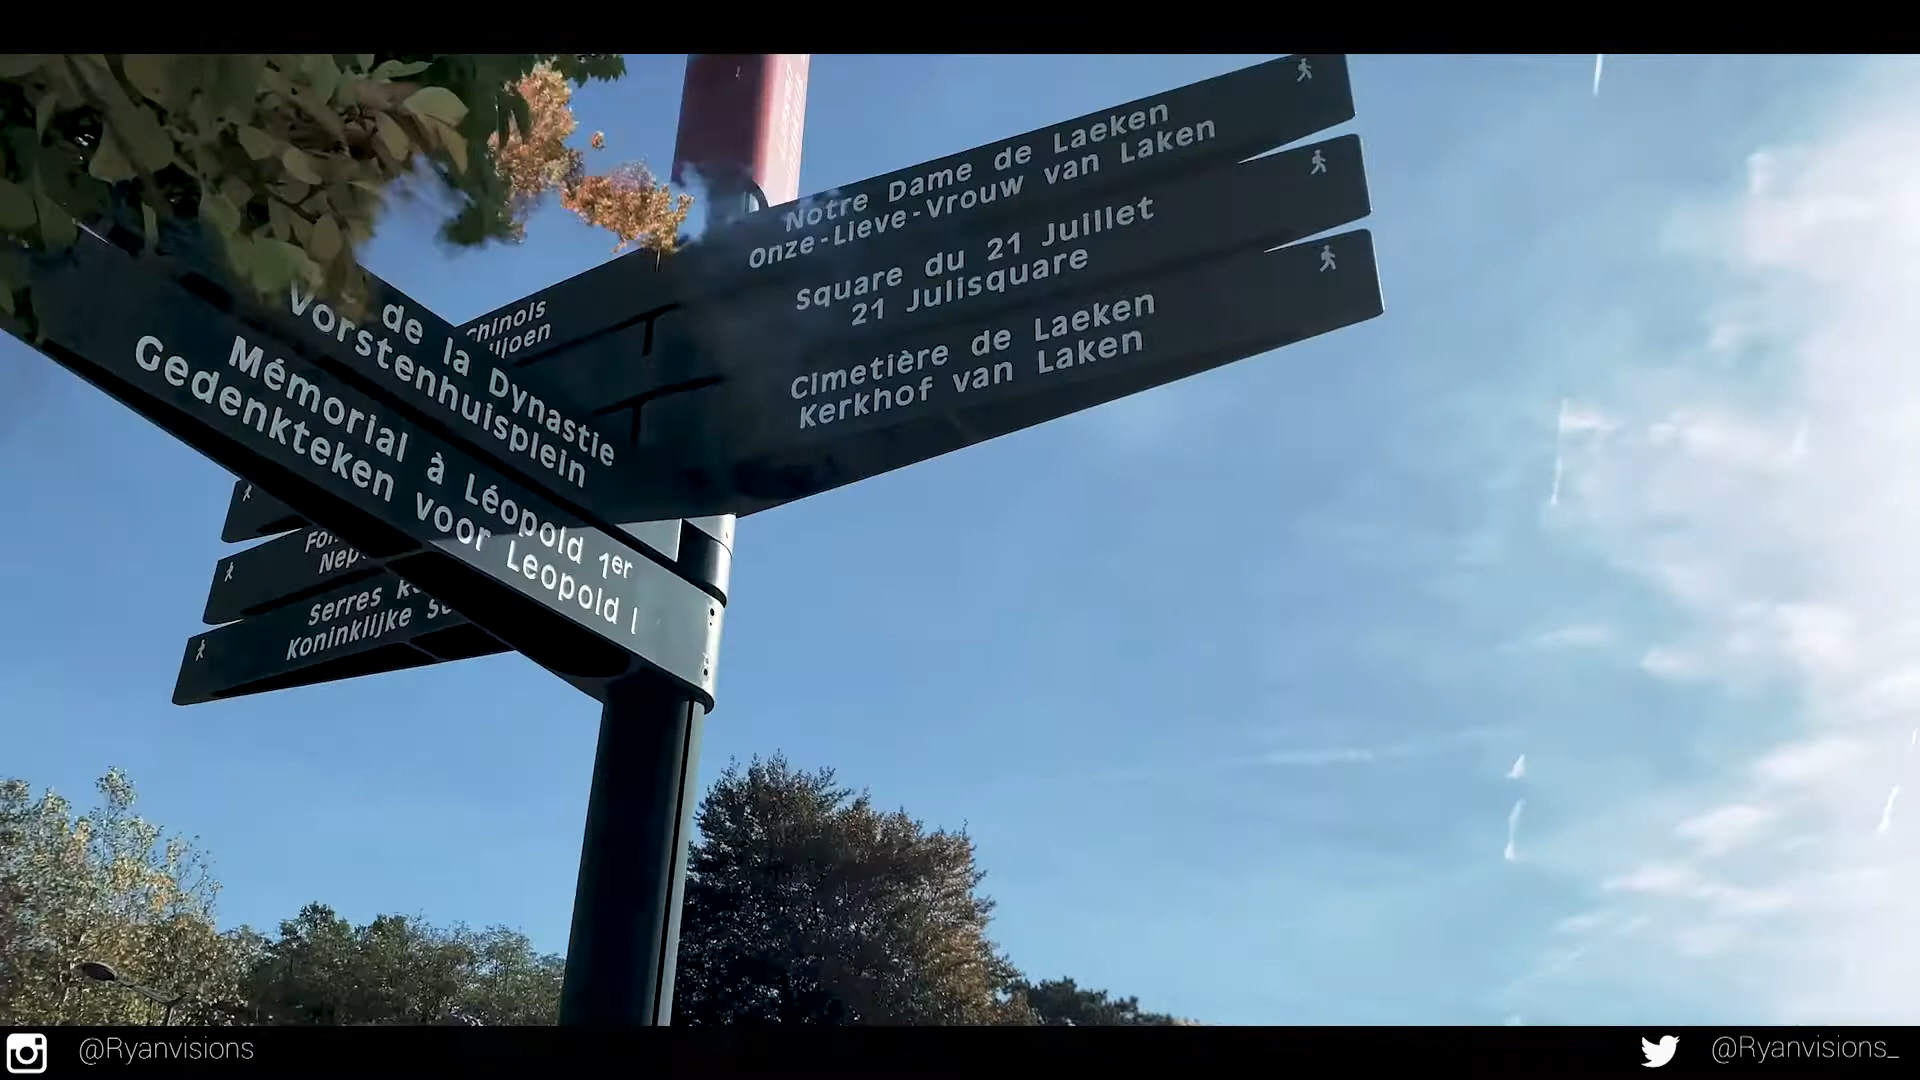 Notre Dame de Laeken
Onze-Lieve-Vrouw van Laken
Square du 21 Juillet
21 Julisquare
Cimetière de Laeken
Kerkhof van Laken
Chinois
de la Dynastie
Vorstenhuisplein
Mémorial à Léopold 1er
Gedenkteken voor Leopold I
Serres
Koninklijke
@Ryanvisions
@Ryanvisions_